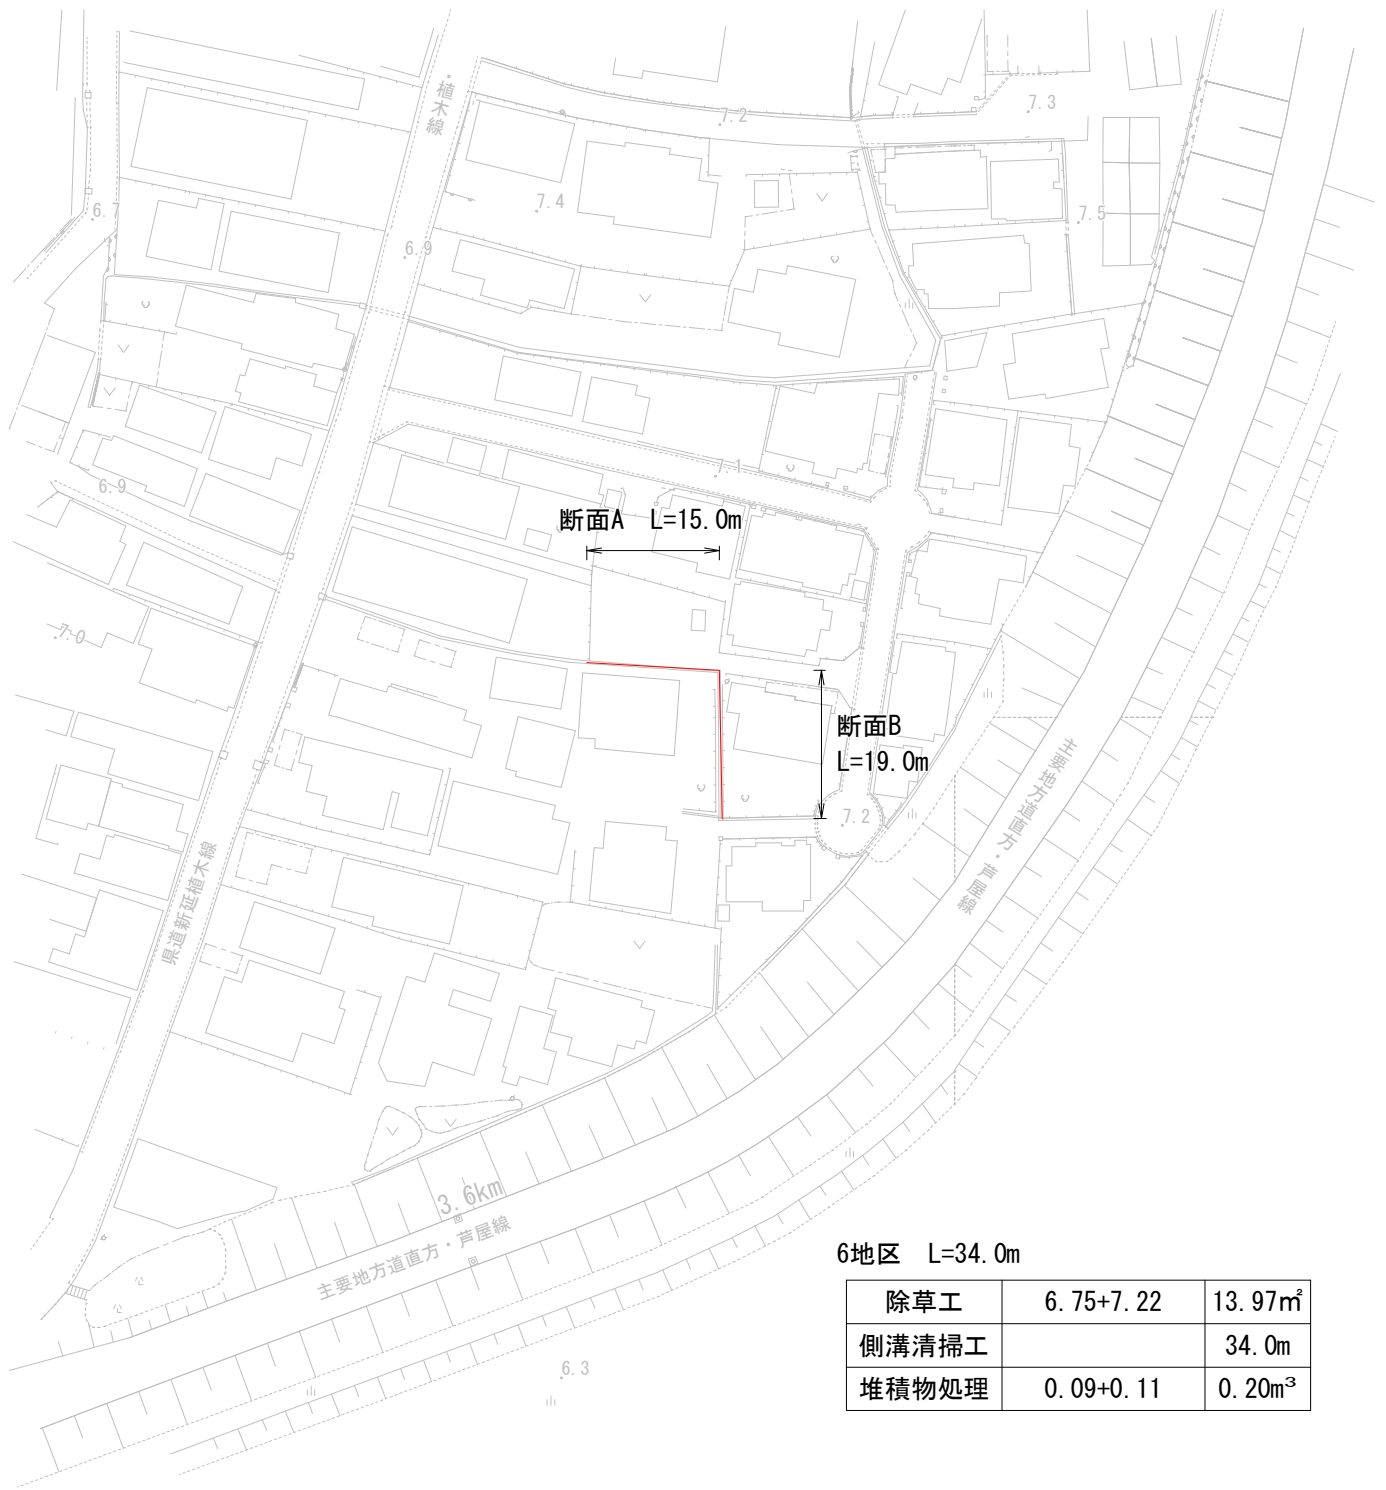 植木線
7.2
7.3
6.7
7.4
7.5
6.9
7.1
6.9
断面A L=15.0m
7.0
断面B
L=19.0m
主要地方道直方・芦屋線
7.2
県道新延植木線
3.6km
主要地方道直方・芦屋線
6地区 L=34.0m
除草工 6.75+7.22 13.97㎡
側溝清掃工 34.0m
堆積物処理 0.09+0.11 0.20m³
6.3